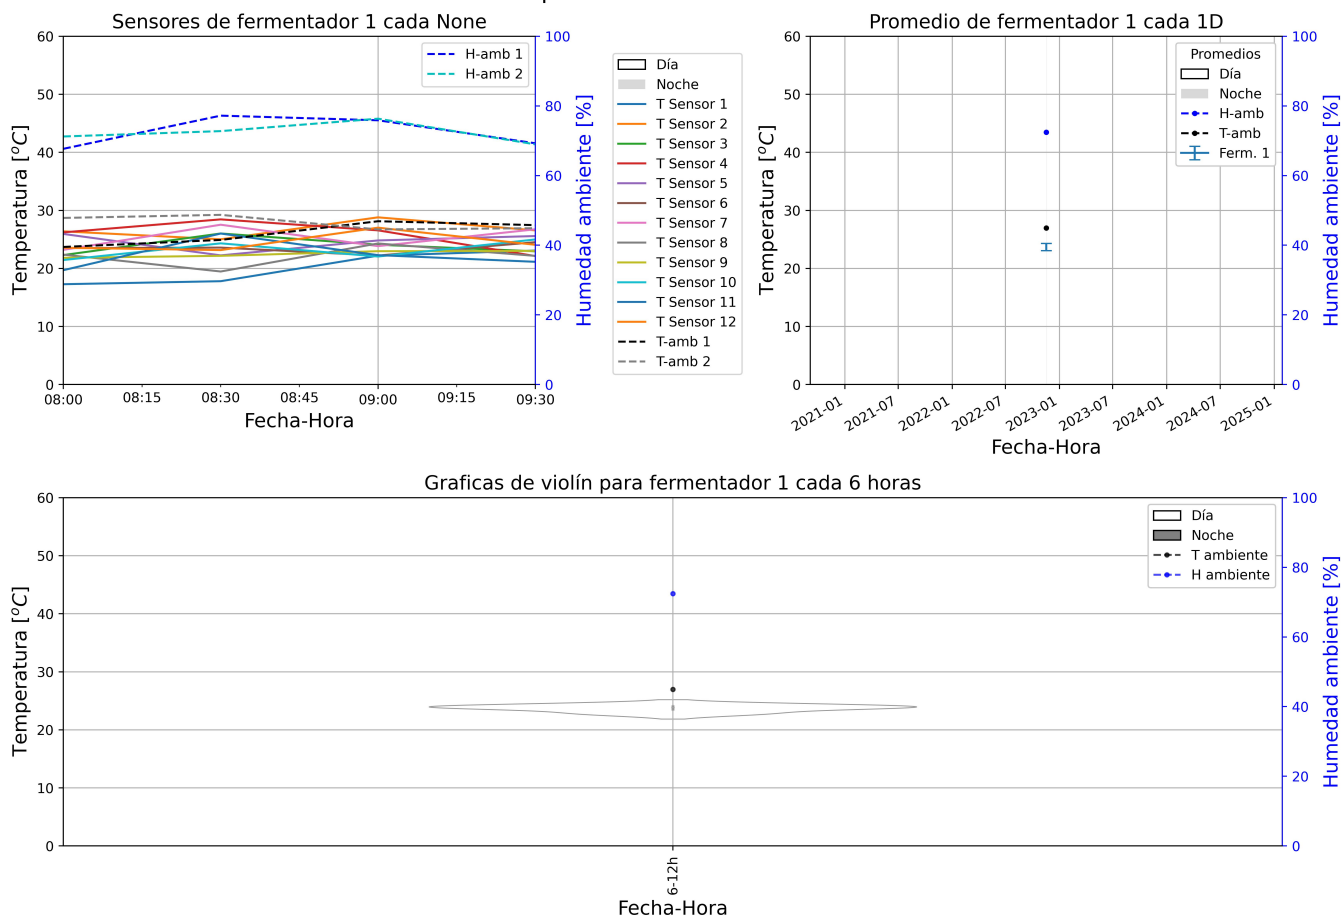 Sensores de fermentador 1 cada None
60
50
40
30
20
10
0
Temperatura [°C]
100
80
60
40
20
0
Humedad ambiente [%]
H-amb 1
H-amb 2
08:00
08:15
08:30
08:45
09:00
09:15
09:30
Fecha-Hora
Día
Noche
T Sensor 1
T Sensor 2
T Sensor 3
T Sensor 4
T Sensor 5
T Sensor 6
T Sensor 7
T Sensor 8
T Sensor 9
T Sensor 10
T Sensor 11
T Sensor 12
T-amb 1
T-amb 2
Promedio de fermentador 1 cada 1D
60
50
40
30
20
10
0
Temperatura [°C]
100
80
60
40
20
0
Humedad ambiente [%]
Promedios
Día
Noche
H-amb
T-amb
Ferm. 1
2021-01
2021-07
2022-01
2022-07
2023-01
2023-07
2024-01
2024-07
2025-01
Fecha-Hora
Graficas de violín para fermentador 1 cada 6 horas
60
50
40
30
20
10
0
Temperatura [°C]
100
80
60
40
20
0
Humedad ambiente [%]
Día
Noche
T ambiente
H ambiente
6-12h
Fecha-Hora